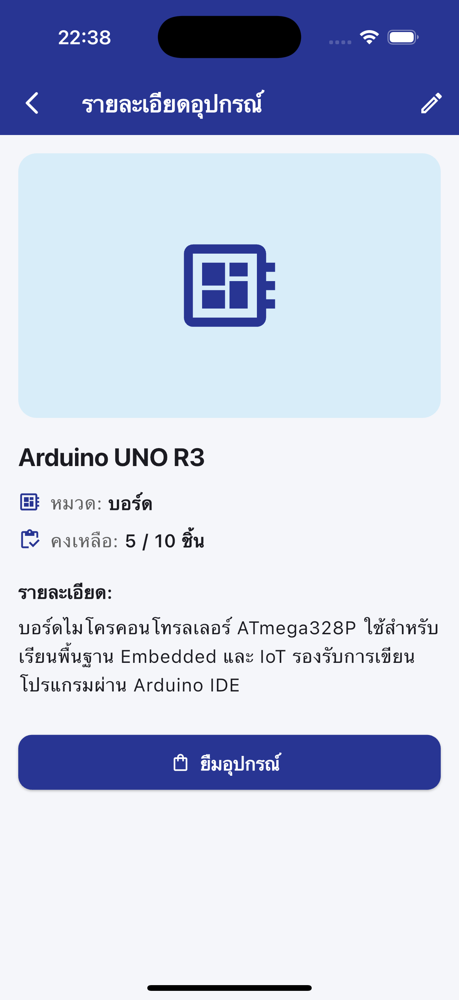 22:38
รายละเอียดอุปกรณ์
Arduino UNO R3
หมวด: บอร์ด
คงเหลือ: 5 / 10 ชิ้น
รายละเอียด:
บอร์ดไมโครคอนโทรลเลอร์ ATmega328P ใช้สำหรับ
เรียนพื้นฐาน Embedded และ IoT รองรับการเขียน
โปรแกรมผ่าน Arduino IDE
ยืมอุปกรณ์